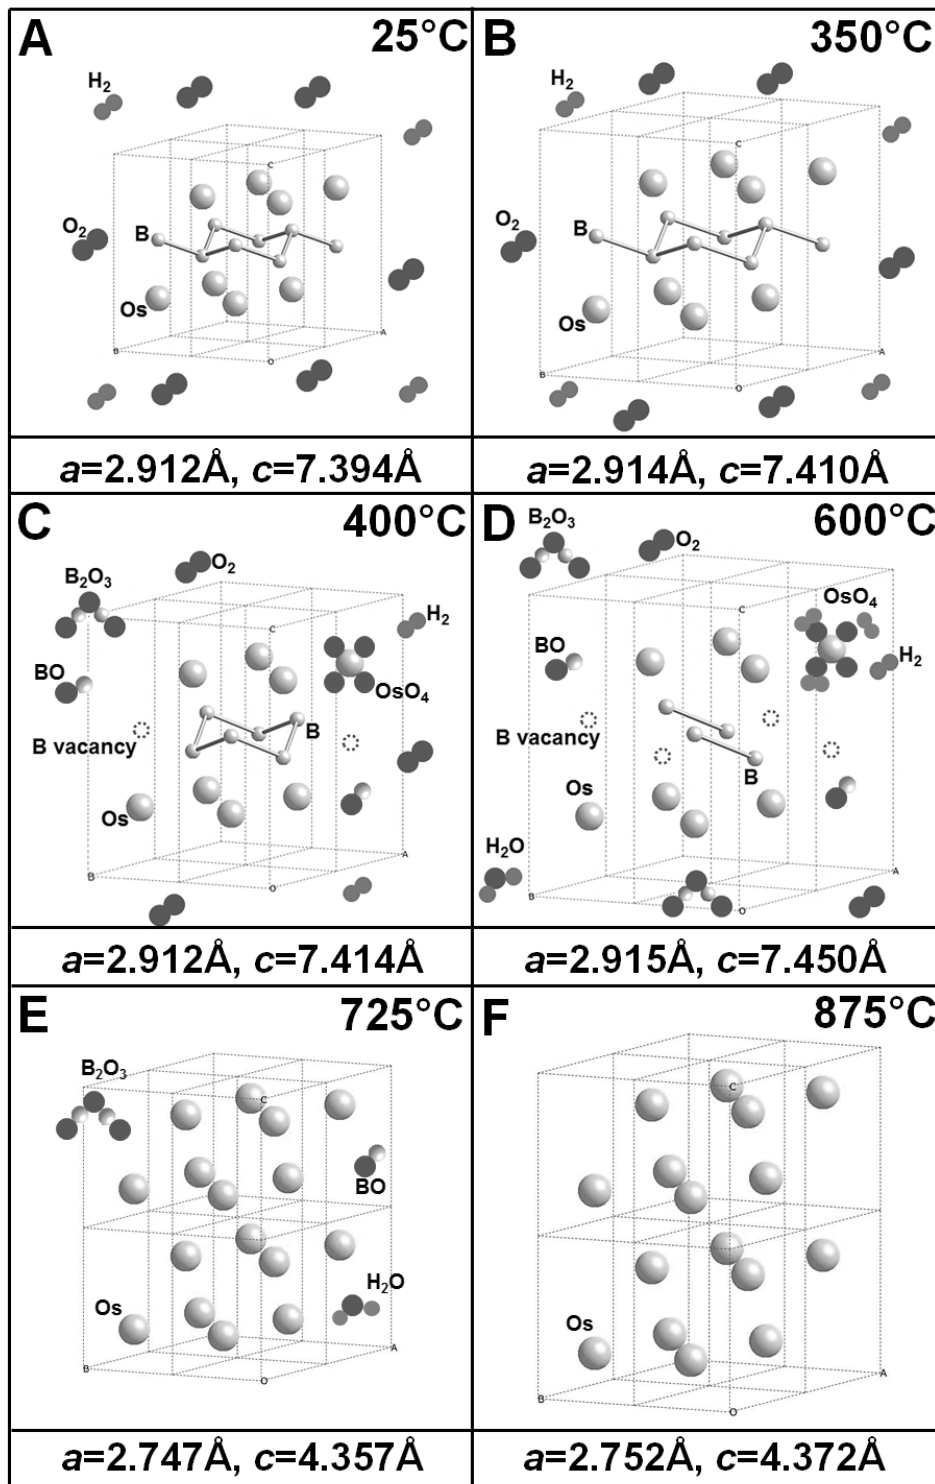 A 25°C
H₂
C
O₂
B
Os
A
B
O
a=2.912Å, c=7.394Å
B 350°C
H₂
C
O₂
B
Os
A
B
O
a=2.914Å, c=7.410Å
C 400°C
O₂
B₂O₃
H₂
C
BO
OsO₄
B
B vacancy
Os
A
B
O
a=2.912Å, c=7.414Å
D 600°C
B₂O₃
O₂
OsO₄
C
BO
H₂
B vacancy
B
Os
H₂O
A
B
O
a=2.915Å, c=7.450Å
E 725°C
B₂O₃
C
BO
H₂O
Os
A
B
O
a=2.747Å, c=4.357Å
F 875°C
C
Os
A
B
O
a=2.752Å, c=4.372Å